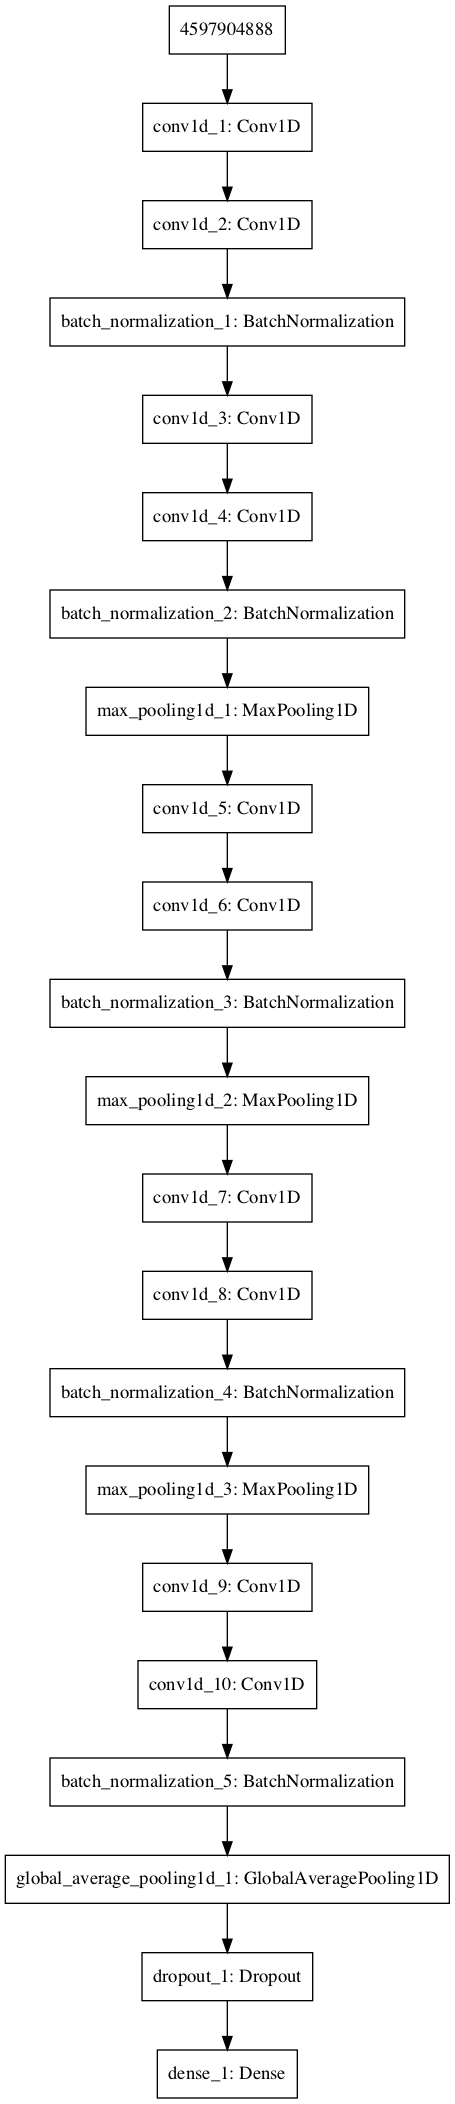 4597904888
conv1d_1: Conv1D
conv1d_2: Conv1D
batch_normalization_1: BatchNormalization
conv1d_3: Conv1D
conv1d_4: Conv1D
batch_normalization_2: BatchNormalization
max_pooling1d_1: MaxPooling1D
conv1d_5: Conv1D
conv1d_6: Conv1D
batch_normalization_3: BatchNormalization
max_pooling1d_2: MaxPooling1D
conv1d_7: Conv1D
conv1d_8: Conv1D
batch_normalization_4: BatchNormalization
max_pooling1d_3: MaxPooling1D
conv1d_9: Conv1D
conv1d_10: Conv1D
batch_normalization_5: BatchNormalization
global_average_pooling1d_1: GlobalAveragePooling1D
dropout_1: Dropout
dense_1: Dense